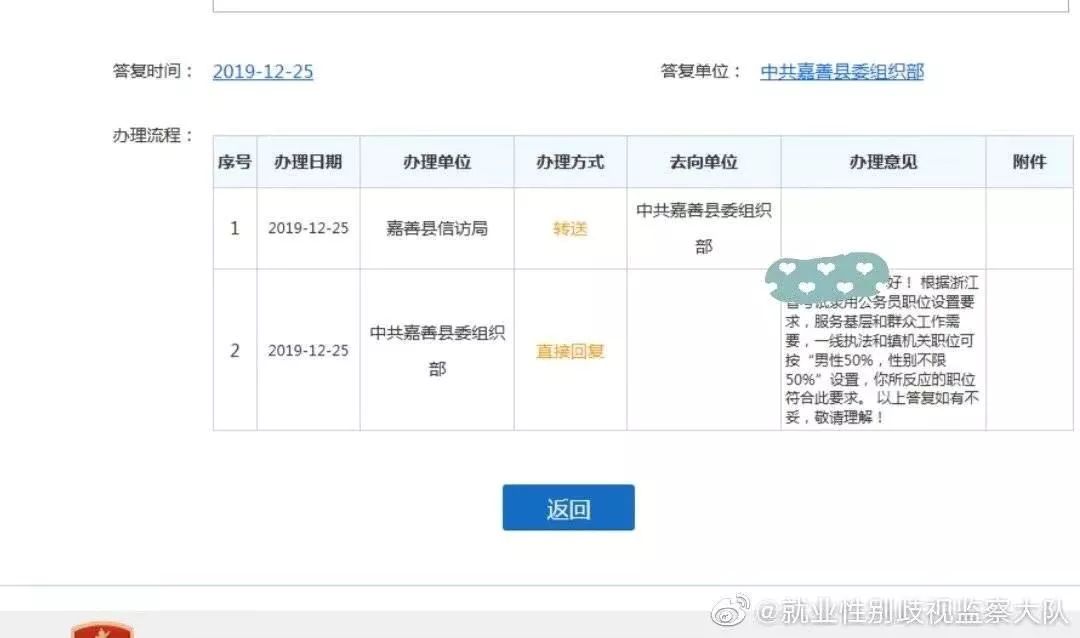 答复时间： 2019-12-25 答复单位： 中共嘉善县委组织部
办理流程：
序号 办理日期 办理单位 办理方式 去向单位 办理意见 附件
1 2019-12-25 嘉善县信访局 转送 中共嘉善县委组织
部
2 2019-12-25 中共嘉善县委组织
部 直接回复
好！ 根据浙江
考试录用公务员职位设置要
求，服务基层和群众工作需
要，一线执法和镇机关职位可
按“男性50%，性别不限
50%”设置，你所反应的职位
符合此要求。 以上答复如有不
妥，敬请理解！
返回
@就业性别歧视监察大队